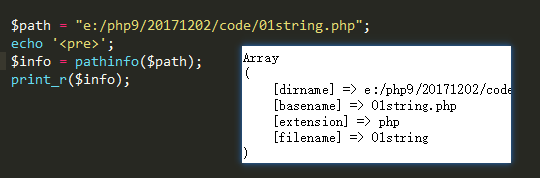 $path = "e:/php9/20171202/code/01string.php";
echo '<pre>';
$info = pathinfo($path);
print_r($info);
Array
(
[dirname] => e:/php9/20171202/code
[basename] => 01string.php
[extension] => php
[filename] => 01string
)